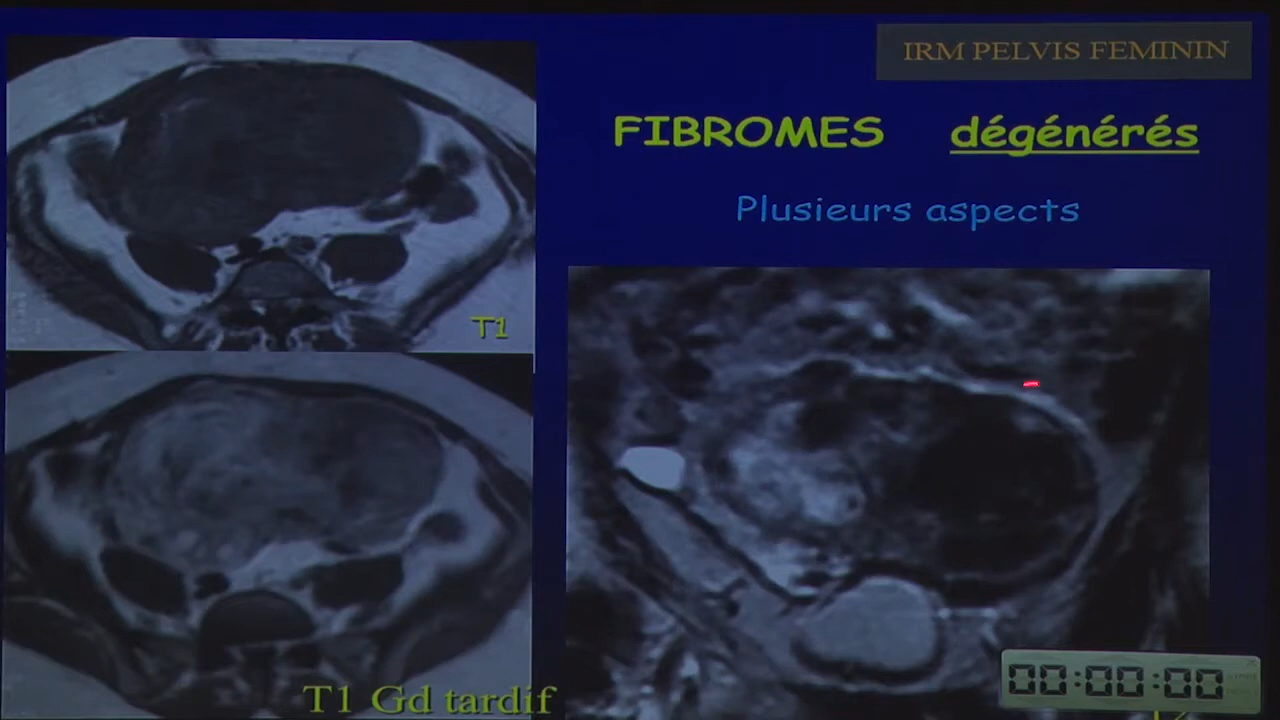 IRM PELVIS FEMININ
FIBROMES dégénérés
Plusieurs aspects
T1
T1 Gd tardif
00:00:00